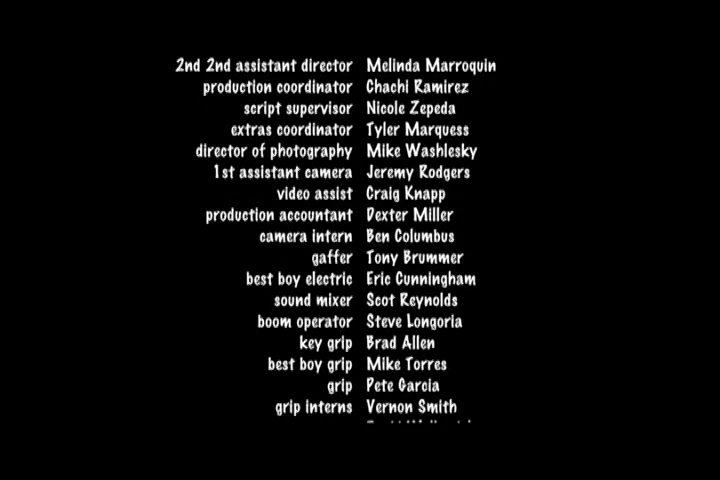 2nd 2nd assistant director Melinda Marroquin
production coordinator Chachi Ramirez
script supervisor Nicole Zepeda
extras coordinator Tyler Marquess
director of photography Mike Washlesky
1st assistant camera Jeremy Rodgers
video assist Craig Knapp
production accountant Dexter Miller
camera intern Ben Columbus
gaffer Tony Brummer
best boy electric Eric Cunningham
sound mixer Scot Reynolds
boom operator Steve Longoria
key grip Brad Allen
best boy grip Mike Torres
grip Pete Garcia
grip interns Vernon Smith